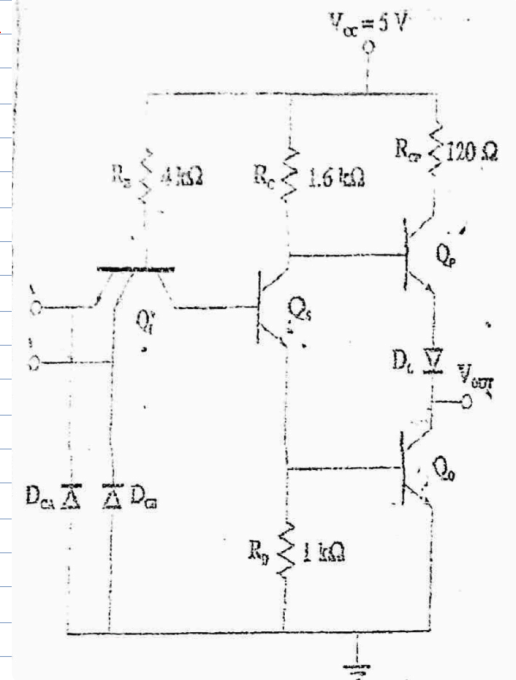 V_CC = 5 V
R_B 4 kΩ
R_C 1.6 kΩ
R_CP 120 Ω
Q_P
Q_I
Q_S
D_L
V_OUT
Q_O
D_CA
D_CB
R_D 1 kΩ